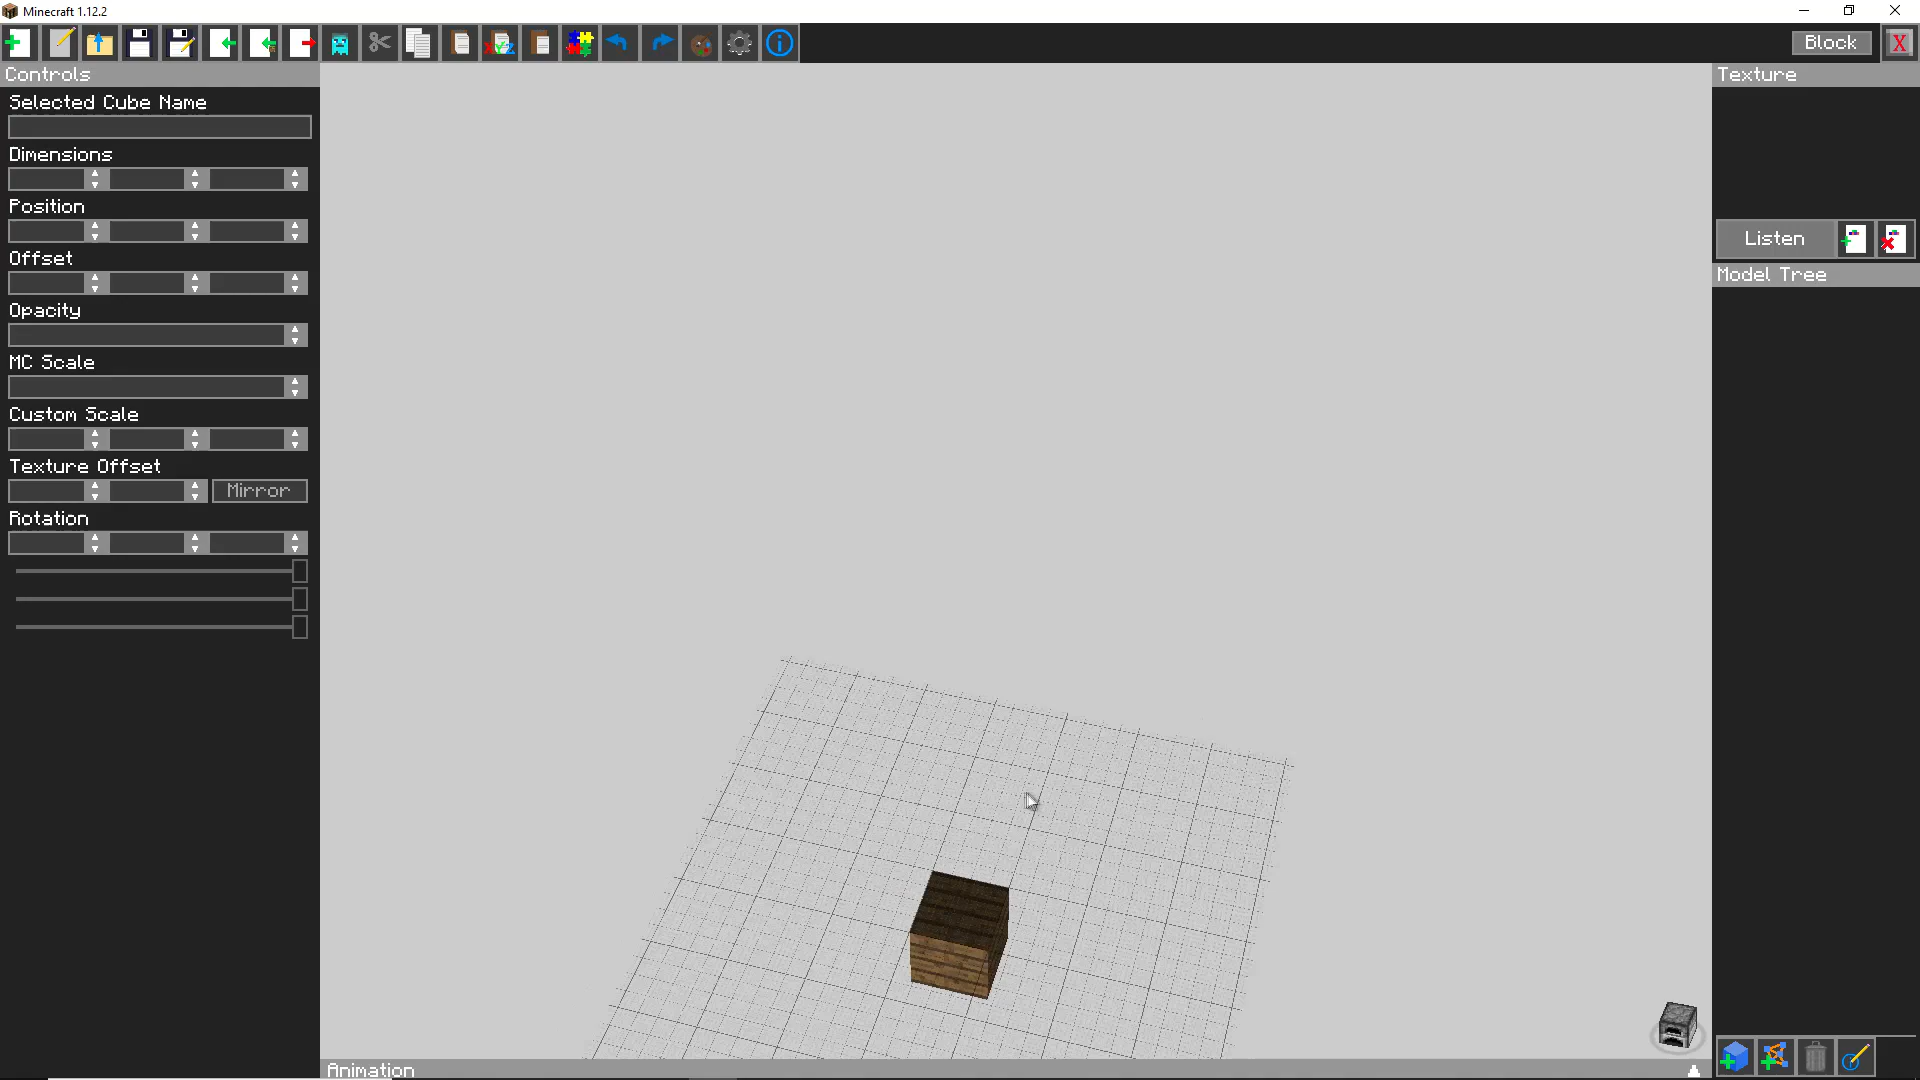 Minecraft 1.12.2
XYZ
Block
X
Controls
Texture
Selected Cube Name
Dimensions
Position
Listen
Offset
Model Tree
Opacity
MC Scale
Custom Scale
Texture Offset
Mirror
Rotation
Animation